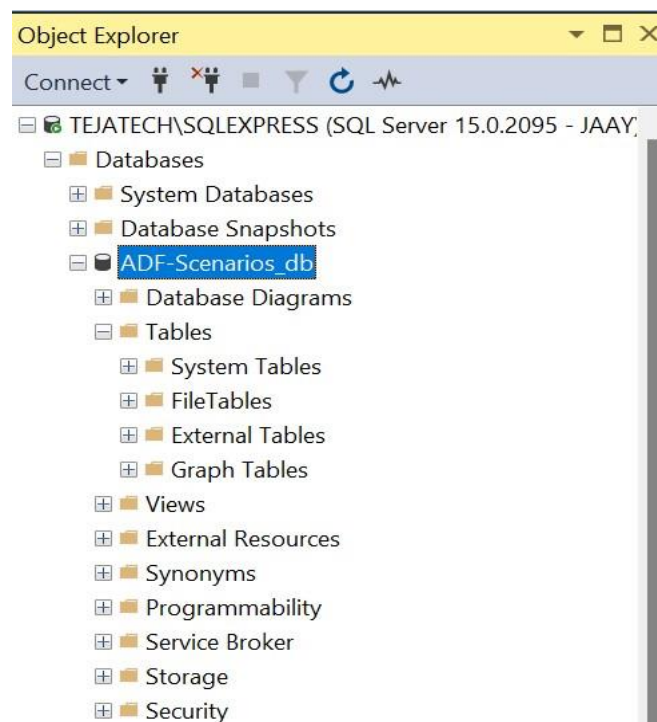 Object Explorer
Connect
TEJATECH\SQLEXPRESS (SQL Server 15.0.2095 - JAAY
Databases
System Databases
Database Snapshots
ADF-Scenarios_db
Database Diagrams
Tables
System Tables
FileTables
External Tables
Graph Tables
Views
External Resources
Synonyms
Programmability
Service Broker
Storage
Security